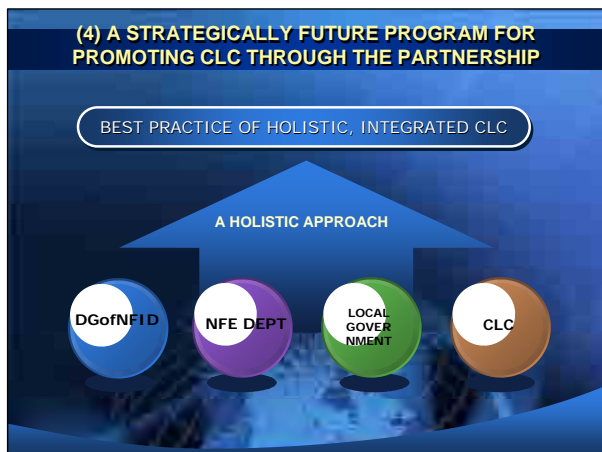 (4) A STRATEGICALLY FUTURE PROGRAM FOR
PROMOTING CLC THROUGH THE PARTNERSHIP
BEST PRACTICE OF HOLISTIC, INTEGRATED CLC
A HOLISTIC APPROACH
DGofNFID
NFE DEPT
LOCAL
GOVER
NMENT
CLC